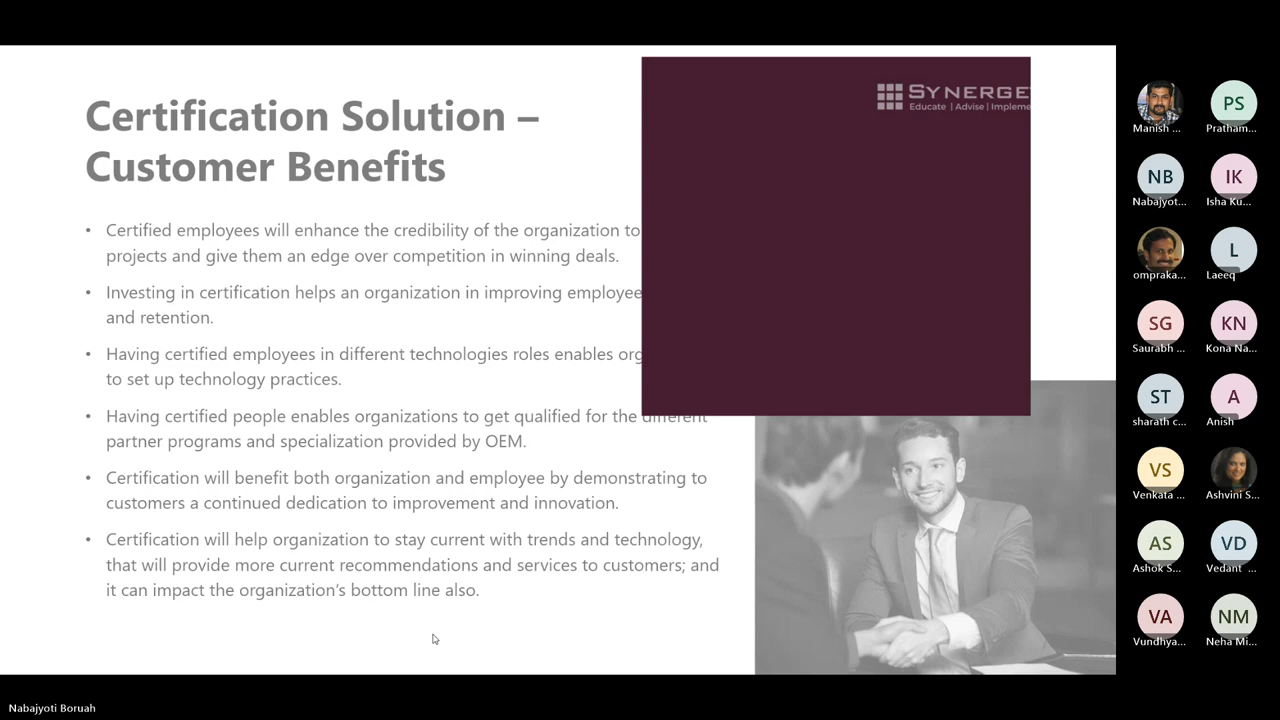 Certification Solution –
Customer Benefits
SYNERGE
Educate | Advise | Impleme
• Certified employees will enhance the credibility of the organization to
projects and give them an edge over competition in winning deals.
• Investing in certification helps an organization in improving employee
and retention.
• Having certified employees in different technologies roles enables org
to set up technology practices.
• Having certified people enables organizations to get qualified for the different
partner programs and specialization provided by OEM.
• Certification will benefit both organization and employee by demonstrating to
customers a continued dedication to improvement and innovation.
• Certification will help organization to stay current with trends and technology,
that will provide more current recommendations and services to customers; and
it can impact the organization's bottom line also.
Manish ...
PS
Pratham...
NB
Nabajyot...
IK
Isha Ku...
ompraka...
L
Laeeq
SG
Saurabh ...
KN
Kona Na...
ST
sharath c...
A
Anish
VS
Venkata ...
Ashvini S...
AS
Ashok S...
VD
Vedant ...
VA
Vundhya...
NM
Neha Mi...
Nabajyoti Boruah